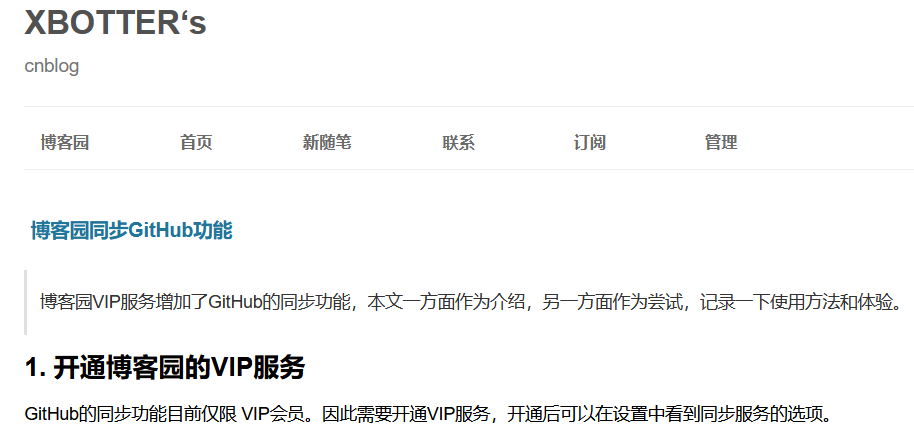 XBOTTER‘s
cnblog
博客园 首页 新随笔 联系 订阅 管理
博客园同步GitHub功能
博客园VIP服务增加了GitHub的同步功能，本文一方面作为介绍，另一方面作为尝试，记录一下使用方法和体验。
1. 开通博客园的VIP服务
GitHub的同步功能目前仅限 VIP会员。因此需要开通VIP服务，开通后可以在设置中看到同步服务的选项。